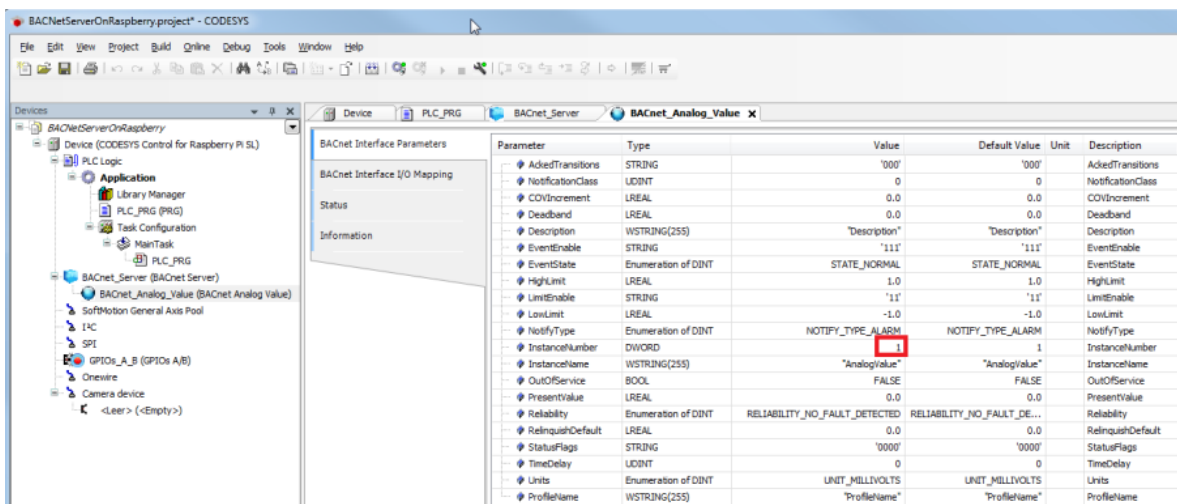 BACNetServerOnRaspberry.project* - CODESYS
File Edit View Project Build Online Debug Tools Window Help
Devices
BACNetServerOnRaspberry
Device (CODESYS Control for Raspberry Pi SL)
PLC Logic
Application
Library Manager
PLC_PRG (PRG)
Task Configuration
MainTask
PLC_PRG
BACnet_Server (BACnet Server)
BACnet_Analog_Value (BACnet Analog Value)
SoftMotion General Axis Pool
I²C
SPI
GPIOs_A_B (GPIOs A/B)
Onewire
Camera device
<Leer> (<Empty>)
Device PLC_PRG BACnet_Server BACnet_Analog_Value X
BACnet Interface Parameters
BACnet Interface I/O Mapping
Status
Information
Parameter Type Value Default Value Unit Description
AckedTransitions STRING '000' '000' AckedTransitions
NotificationClass UDINT 0 0 NotificationClass
COVIncrement LREAL 0.0 0.0 COVIncrement
Deadband LREAL 0.0 0.0 Deadband
Description WSTRING(255) "Description" "Description" Description
EventEnable STRING '111' '111' EventEnable
EventState Enumeration of DINT STATE_NORMAL STATE_NORMAL EventState
HighLimit LREAL 1.0 1.0 HighLimit
LimitEnable STRING '11' '11' LimitEnable
LowLimit LREAL -1.0 -1.0 LowLimit
NotifyType Enumeration of DINT NOTIFY_TYPE_ALARM NOTIFY_TYPE_ALARM NotifyType
InstanceNumber DWORD 1 1 InstanceNumber
InstanceName WSTRING(255) "AnalogValue" "AnalogValue" InstanceName
OutOfService BOOL FALSE FALSE OutOfService
PresentValue LREAL 0.0 0.0 PresentValue
Reliability Enumeration of DINT RELIABILITY_NO_FAULT_DETECTED RELIABILITY_NO_FAULT_DE... Reliability
RelinquishDefault LREAL 0.0 0.0 RelinquishDefault
StatusFlags STRING '0000' '0000' StatusFlags
TimeDelay UDINT 0 0 TimeDelay
Units Enumeration of DINT UNIT_MILLIVOLTS UNIT_MILLIVOLTS Units
ProfileName WSTRING(255) "ProfileName" "ProfileName" ProfileName